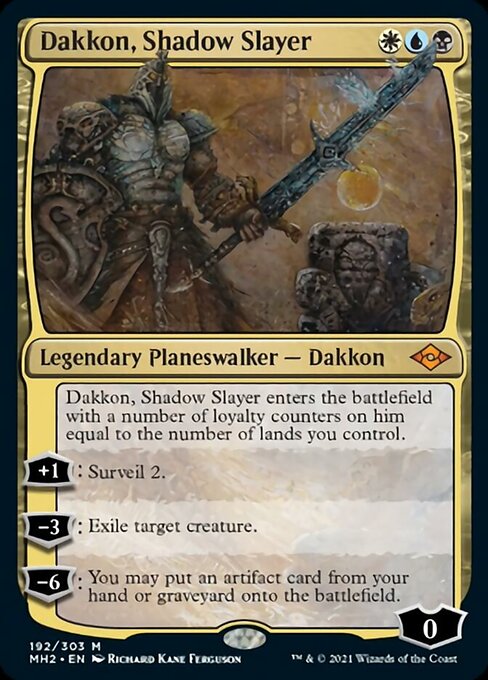 Dakkon, Shadow Slayer
Legendary Planeswalker — Dakkon
Dakkon, Shadow Slayer enters the battlefield
with a number of loyalty counters on him
equal to the number of lands you control.
+1: Surveil 2.
−3: Exile target creature.
−6: You may put an artifact card from your
hand or graveyard onto the battlefield.
0
192/303 M
MH2 • EN Richard Kane Ferguson
™ & © 2021 Wizards of the Coast